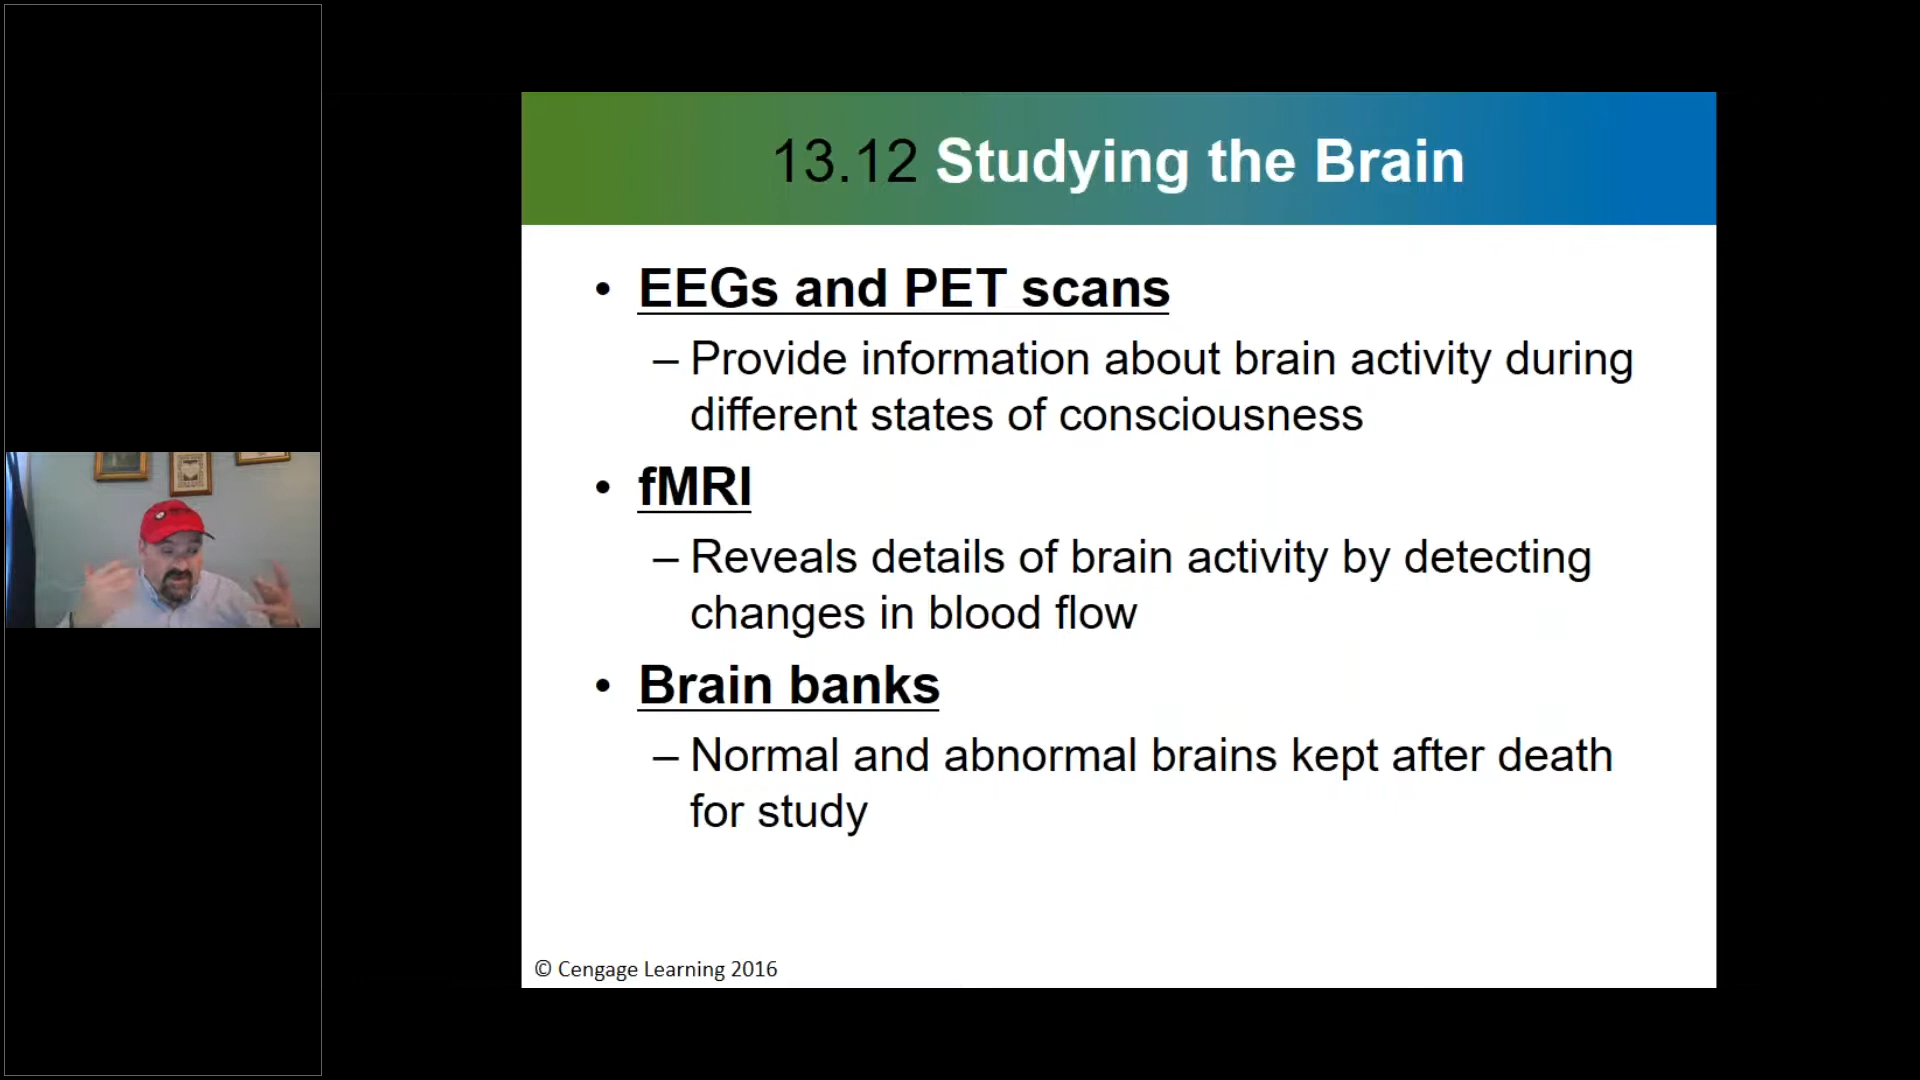 13.12 Studying the Brain
• EEGs and PET scans
– Provide information about brain activity during
different states of consciousness
• fMRI
– Reveals details of brain activity by detecting
changes in blood flow
• Brain banks
– Normal and abnormal brains kept after death
for study
© Cengage Learning 2016